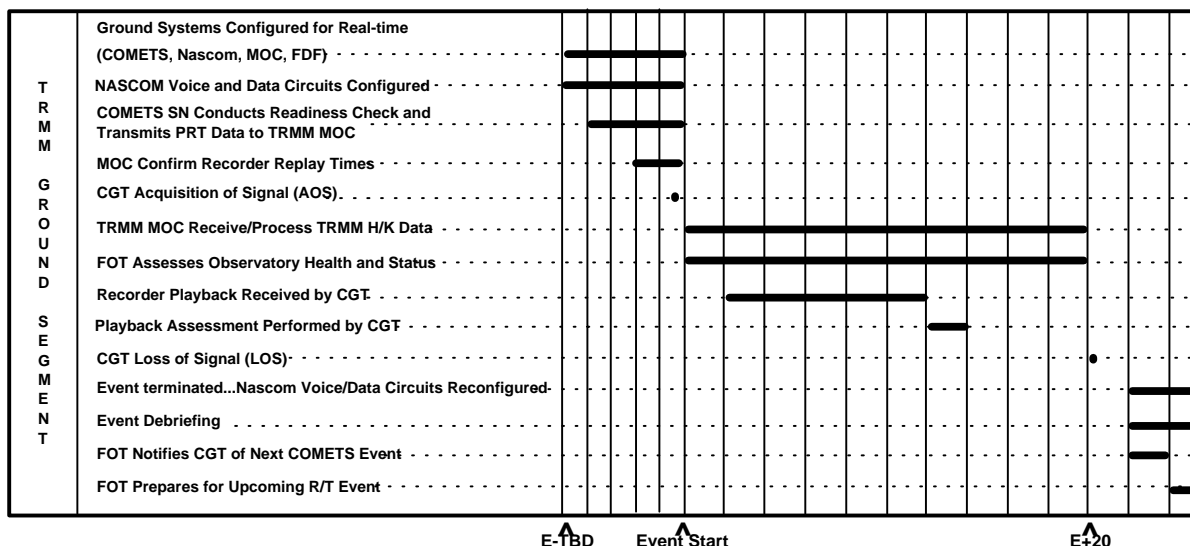 TRMM GROUND SEGMENT
Ground Systems Configured for Real-time
(COMETS, Nascom, MOC, FDF)
NASCOM Voice and Data Circuits Configured
COMETS SN Conducts Readiness Check and
Transmits PRT Data to TRMM MOC
MOC Confirm Recorder Replay Times
CGT Acquisition of Signal (AOS)
TRMM MOC Receive/Process TRMM H/K Data
FOT Assesses Observatory Health and Status
Recorder Playback Received by CGT
Playback Assessment Performed by CGT
CGT Loss of Signal (LOS)
Event terminated...Nascom Voice/Data Circuits Reconfigured
Event Debriefing
FOT Notifies CGT of Next COMETS Event
FOT Prepares for Upcoming R/T Event
E-TBD Event Start E+20